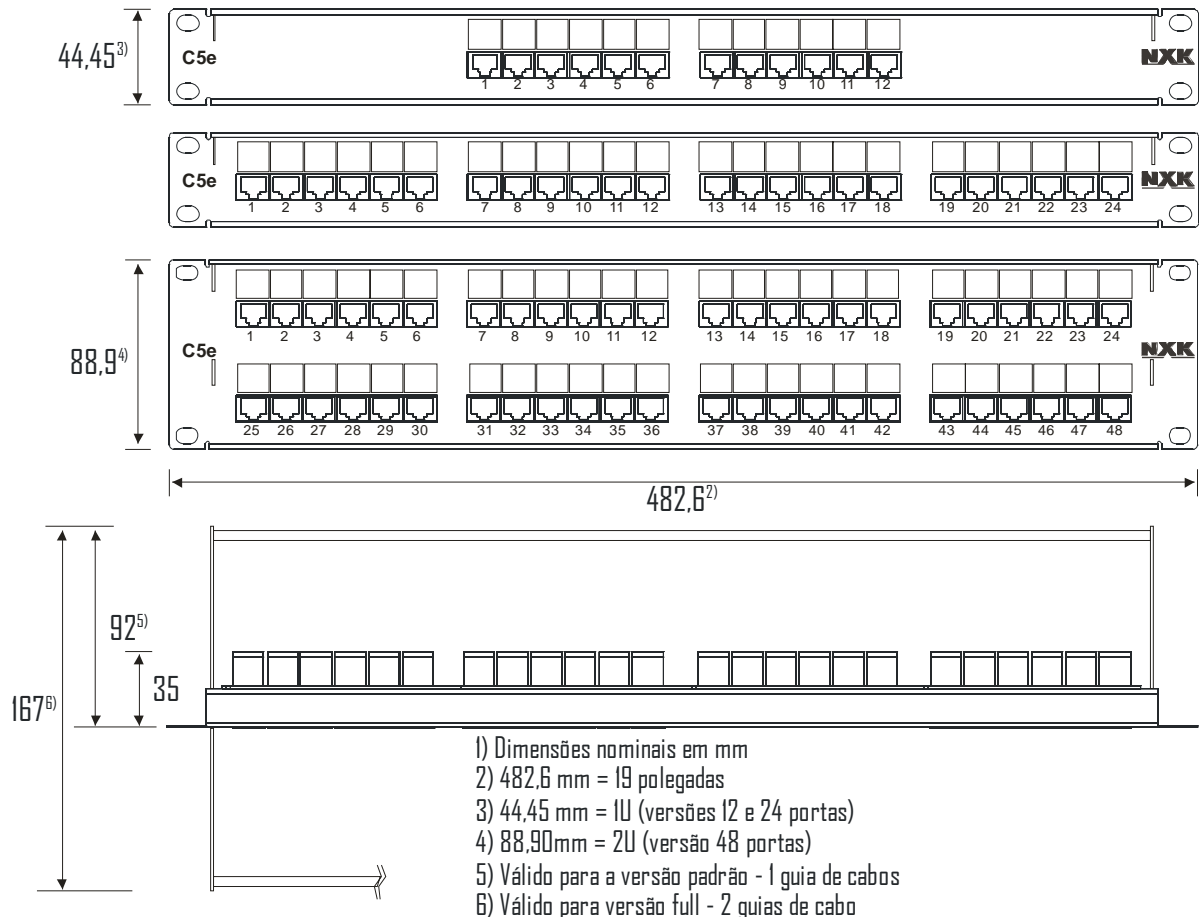 44,45³⁾
C5e
NXK
1 2 3 4 5 6 7 8 9 10 11 12
C5e
NXK
1 2 3 4 5 6 7 8 9 10 11 12 13 14 15 16 17 18 19 20 21 22 23 24
88,9⁴⁾
1 2 3 4 5 6 7 8 9 10 11 12 13 14 15 16 17 18 19 20 21 22 23 24
C5e
NXK
25 26 27 28 29 30 31 32 33 34 35 36 37 38 39 40 41 42 43 44 45 46 47 48
482,6²⁾
92⁵⁾
35
167⁶⁾
1) Dimensões nominais em mm
2) 482,6 mm = 19 polegadas
3) 44,45 mm = 1U (versões 12 e 24 portas)
4) 88,90mm = 2U (versão 48 portas)
5) Válido para a versão padrão - 1 guia de cabos
6) Válido para versão full - 2 guias de cabo